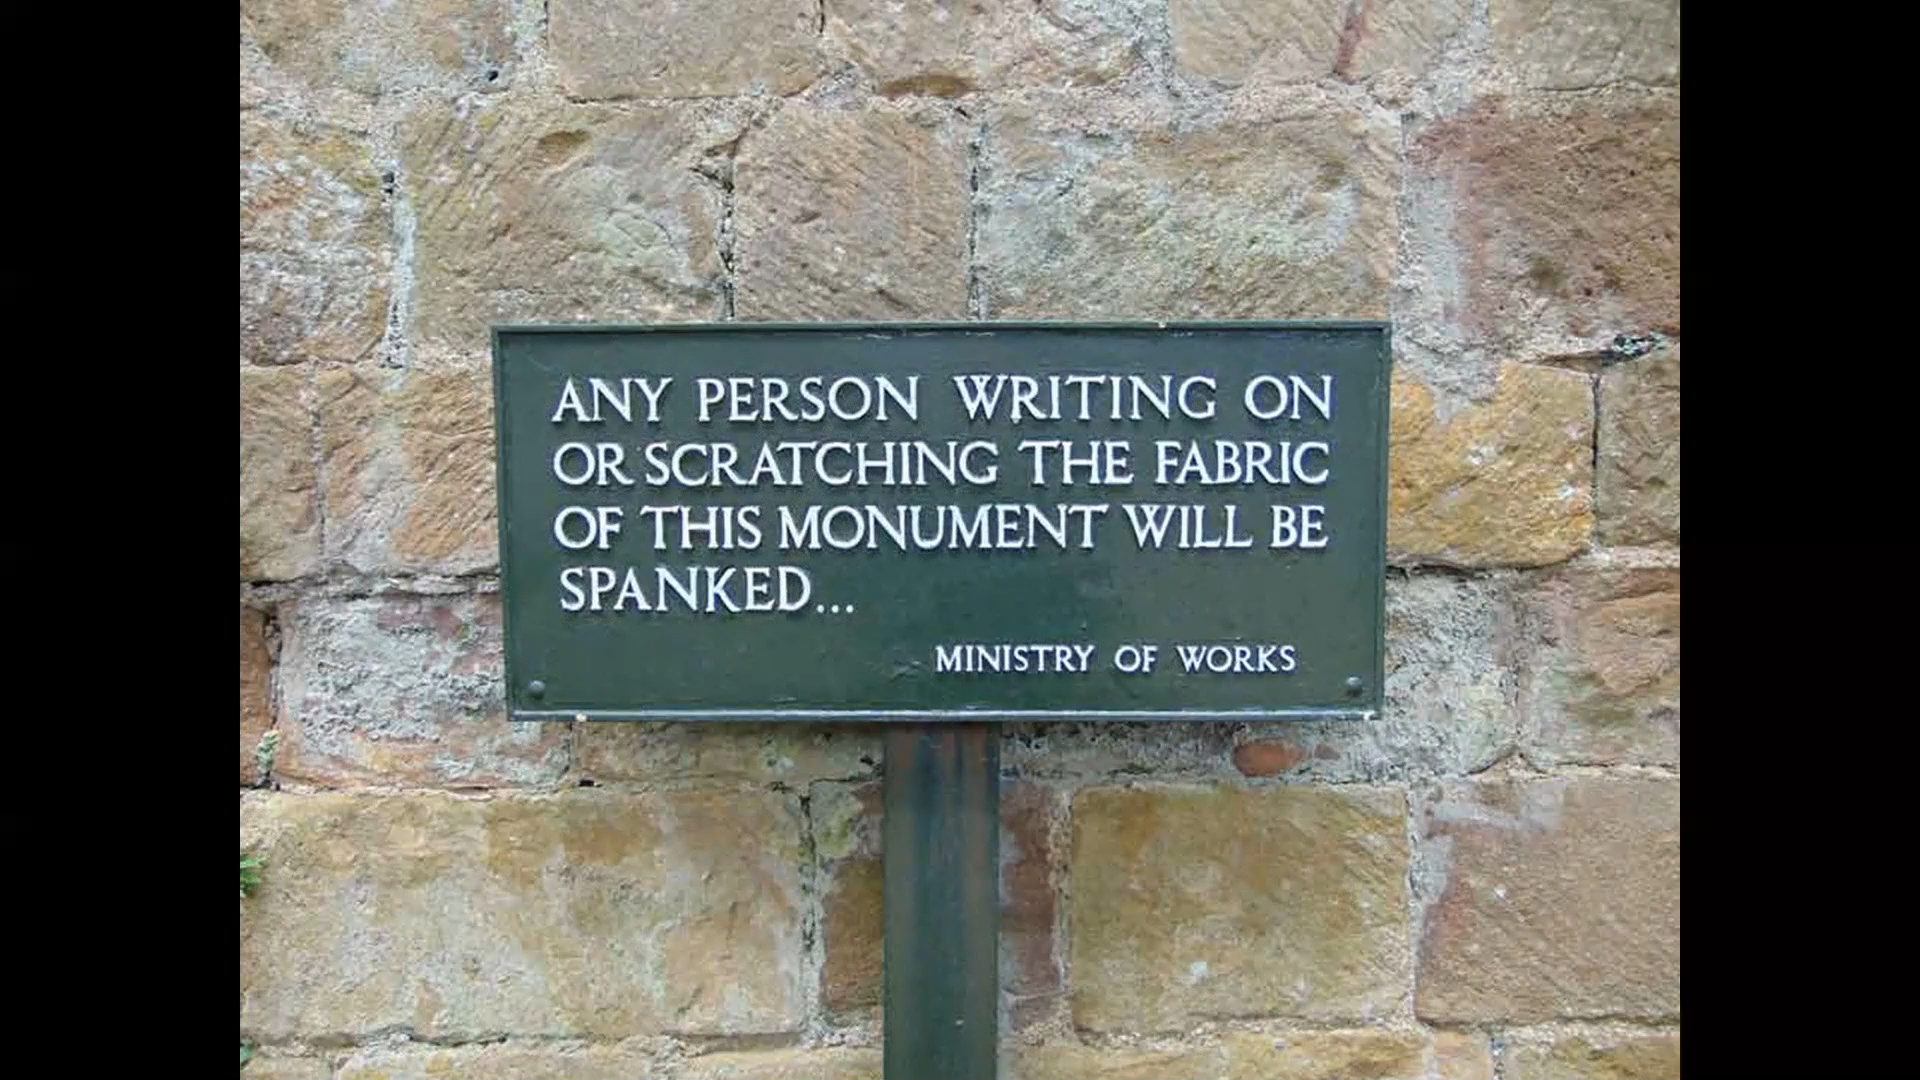 ANY PERSON WRITING ON
OR SCRATCHING THE FABRIC
OF THIS MONUMENT WILL BE
SPANKED...
MINISTRY OF WORKS